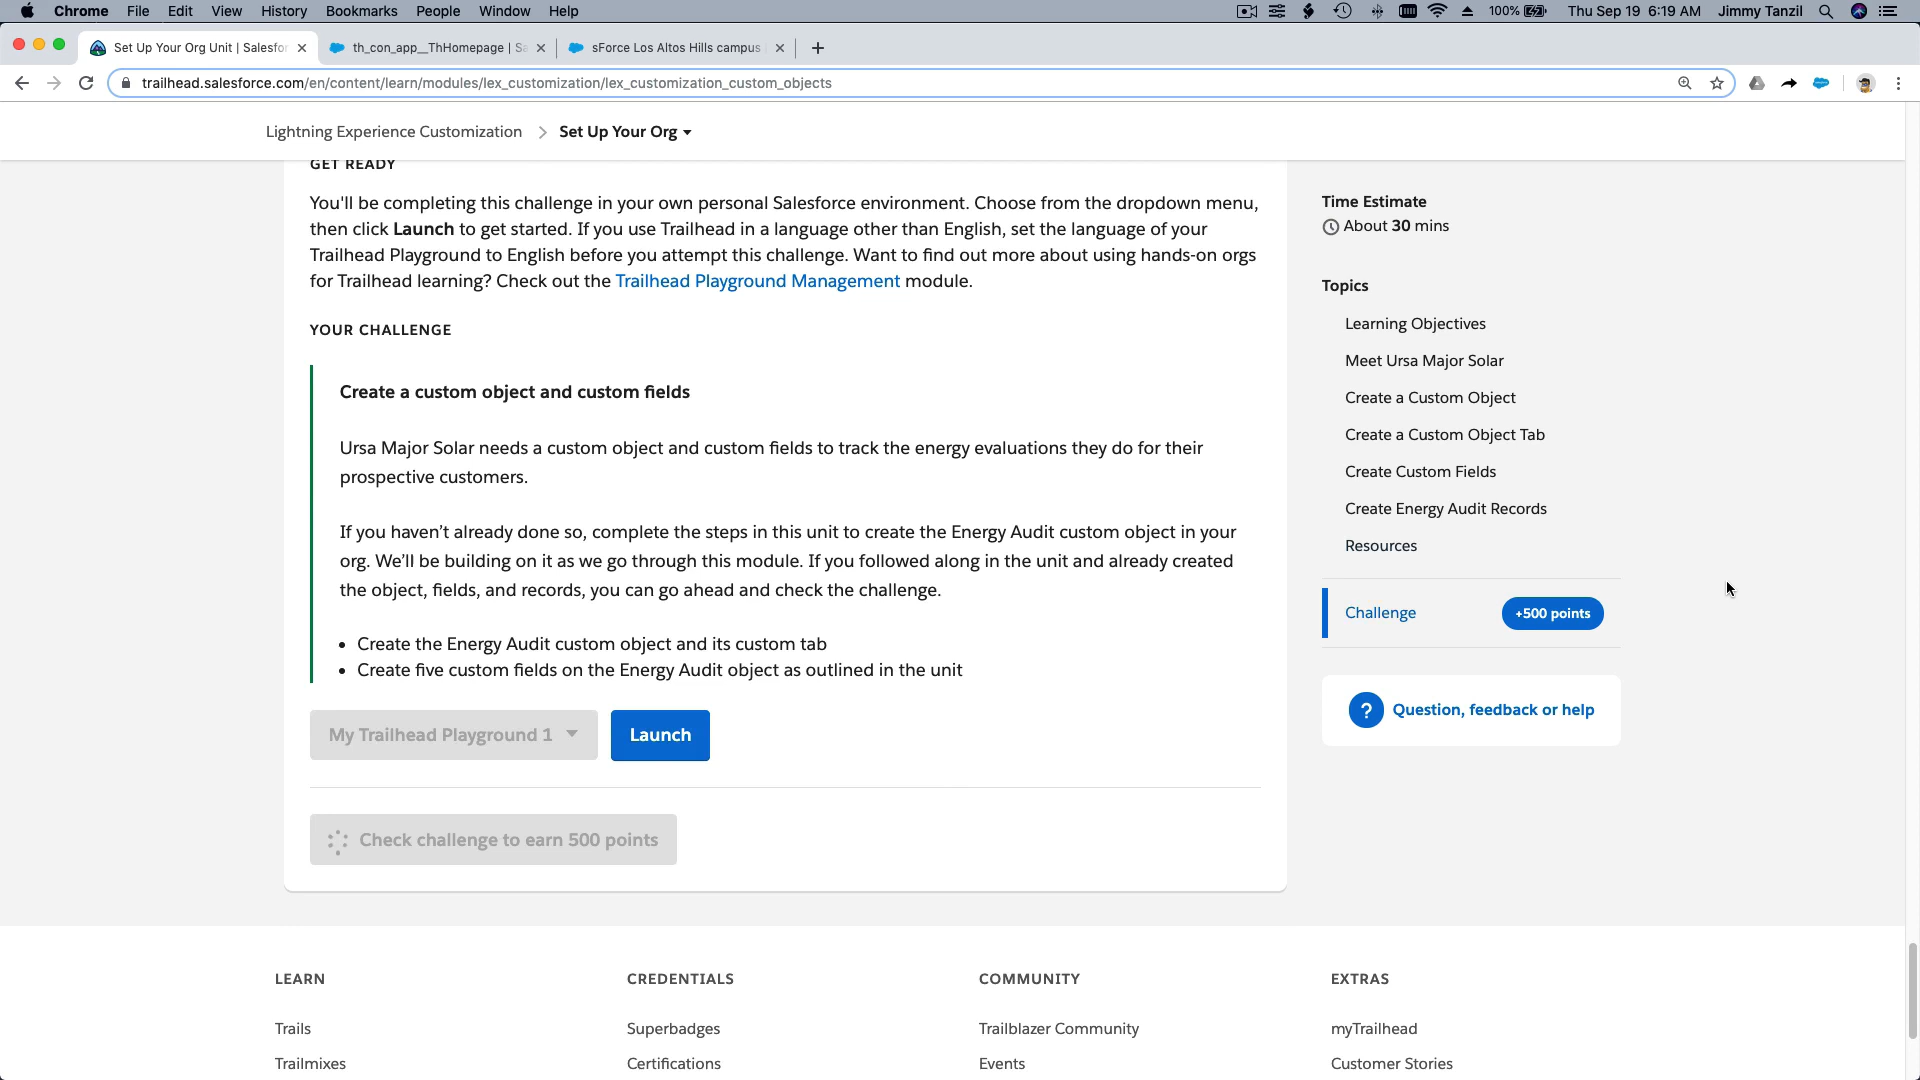 Chrome File Edit View History Bookmarks People Window Help 100% Thu Sep 19 6:19 AM Jimmy Tanzil
Set Up Your Org Unit | Salesfor th_con_app__ThHomepage | Sa sForce Los Altos Hills campus
trailhead.salesforce.com/en/content/learn/modules/lex_customization/lex_customization_custom_objects
Lightning Experience Customization > Set Up Your Org
GET READY
You'll be completing this challenge in your own personal Salesforce environment. Choose from the dropdown menu,
then click Launch to get started. If you use Trailhead in a language other than English, set the language of your
Trailhead Playground to English before you attempt this challenge. Want to find out more about using hands-on orgs
for Trailhead learning? Check out the Trailhead Playground Management module.
YOUR CHALLENGE
Create a custom object and custom fields
Ursa Major Solar needs a custom object and custom fields to track the energy evaluations they do for their
prospective customers.
If you haven’t already done so, complete the steps in this unit to create the Energy Audit custom object in your
org. We’ll be building on it as we go through this module. If you followed along in the unit and already created
the object, fields, and records, you can go ahead and check the challenge.
• Create the Energy Audit custom object and its custom tab
• Create five custom fields on the Energy Audit object as outlined in the unit
My Trailhead Playground 1 Launch
Check challenge to earn 500 points
Time Estimate
About 30 mins
Topics
Learning Objectives
Meet Ursa Major Solar
Create a Custom Object
Create a Custom Object Tab
Create Custom Fields
Create Energy Audit Records
Resources
Challenge +500 points
? Question, feedback or help
LEARN CREDENTIALS COMMUNITY EXTRAS
Trails Superbadges Trailblazer Community myTrailhead
Trailmixes Certifications Events Customer Stories